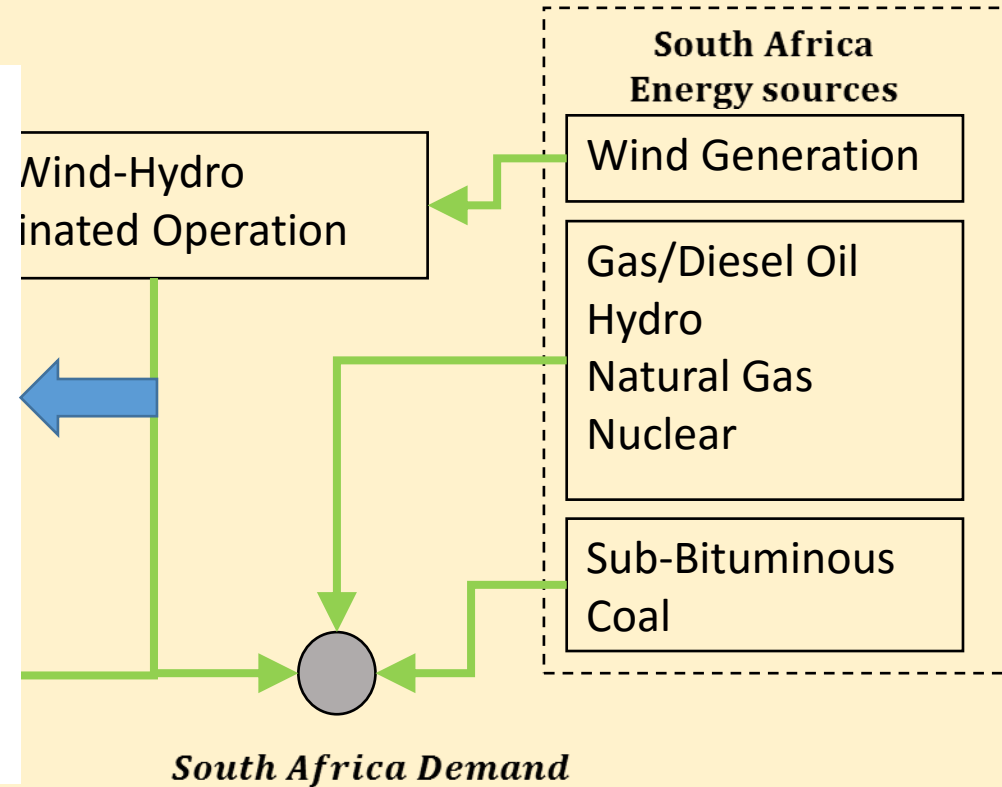 South Africa
Energy sources
Wind-Hydro
inated Operation
Wind Generation
Gas/Diesel Oil
Hydro
Natural Gas
Nuclear
Sub-Bituminous
Coal
South Africa Demand